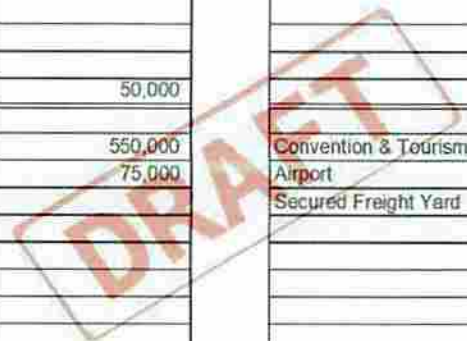 50,000
550,000 Convention & Tourism
75,000 Airport
Secured Freight Yard
DRAFT